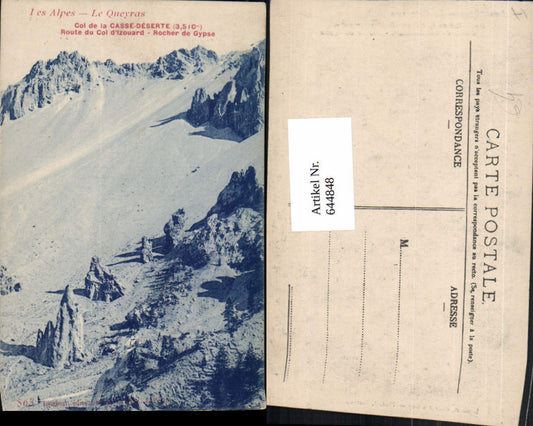 Les Alpes — Le Queyras
Col de la CASSE-DÉSERTE (3,510m)
Route du Col d'Izouard - Rocher de Gypse
Artikel Nr.
644848
CARTE POSTALE
Tous les pays étrangers n'acceptent pas la correspondance au recto. (Se renseigner à la poste).
CORRESPONDANCE
ADRESSE
M